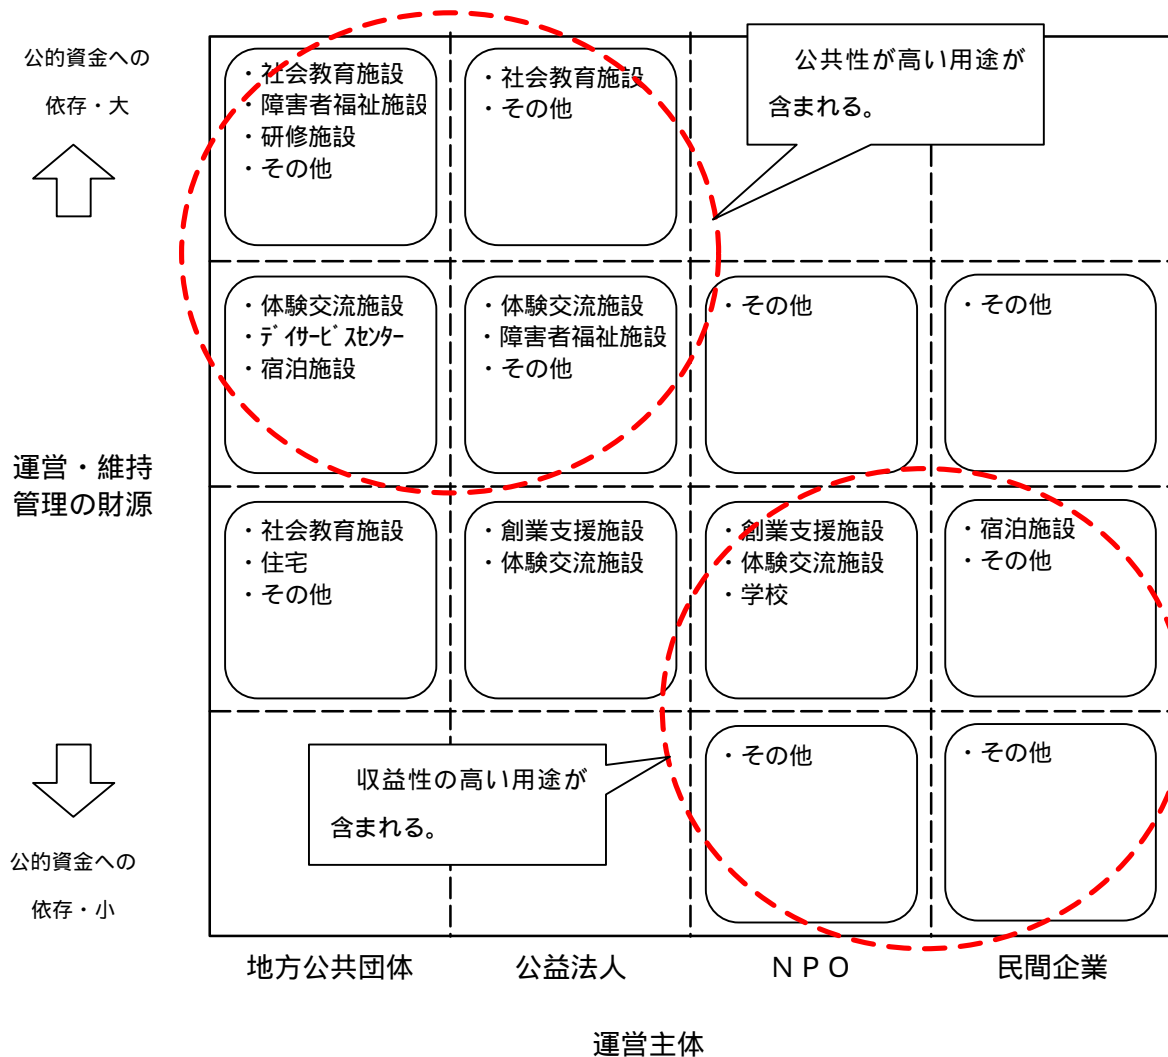 公的資金への
依存・大
・社会教育施設
・障害者福祉施設
・研修施設
・その他
・社会教育施設
・その他
公共性が高い用途が
含まれる。
・体験交流施設
・ﾃﾞｲｻｰﾋﾞｽｾﾝﾀｰ
・宿泊施設
・体験交流施設
・障害者福祉施設
・その他
・その他
・その他
運営・維持
管理の財源
・社会教育施設
・住宅
・その他
・創業支援施設
・体験交流施設
・創業支援施設
・体験交流施設
・学校
・宿泊施設
・その他
収益性の高い用途が
含まれる。
・その他
・その他
公的資金への
依存・小
地方公共団体
公益法人
ＮＰＯ
民間企業
運営主体